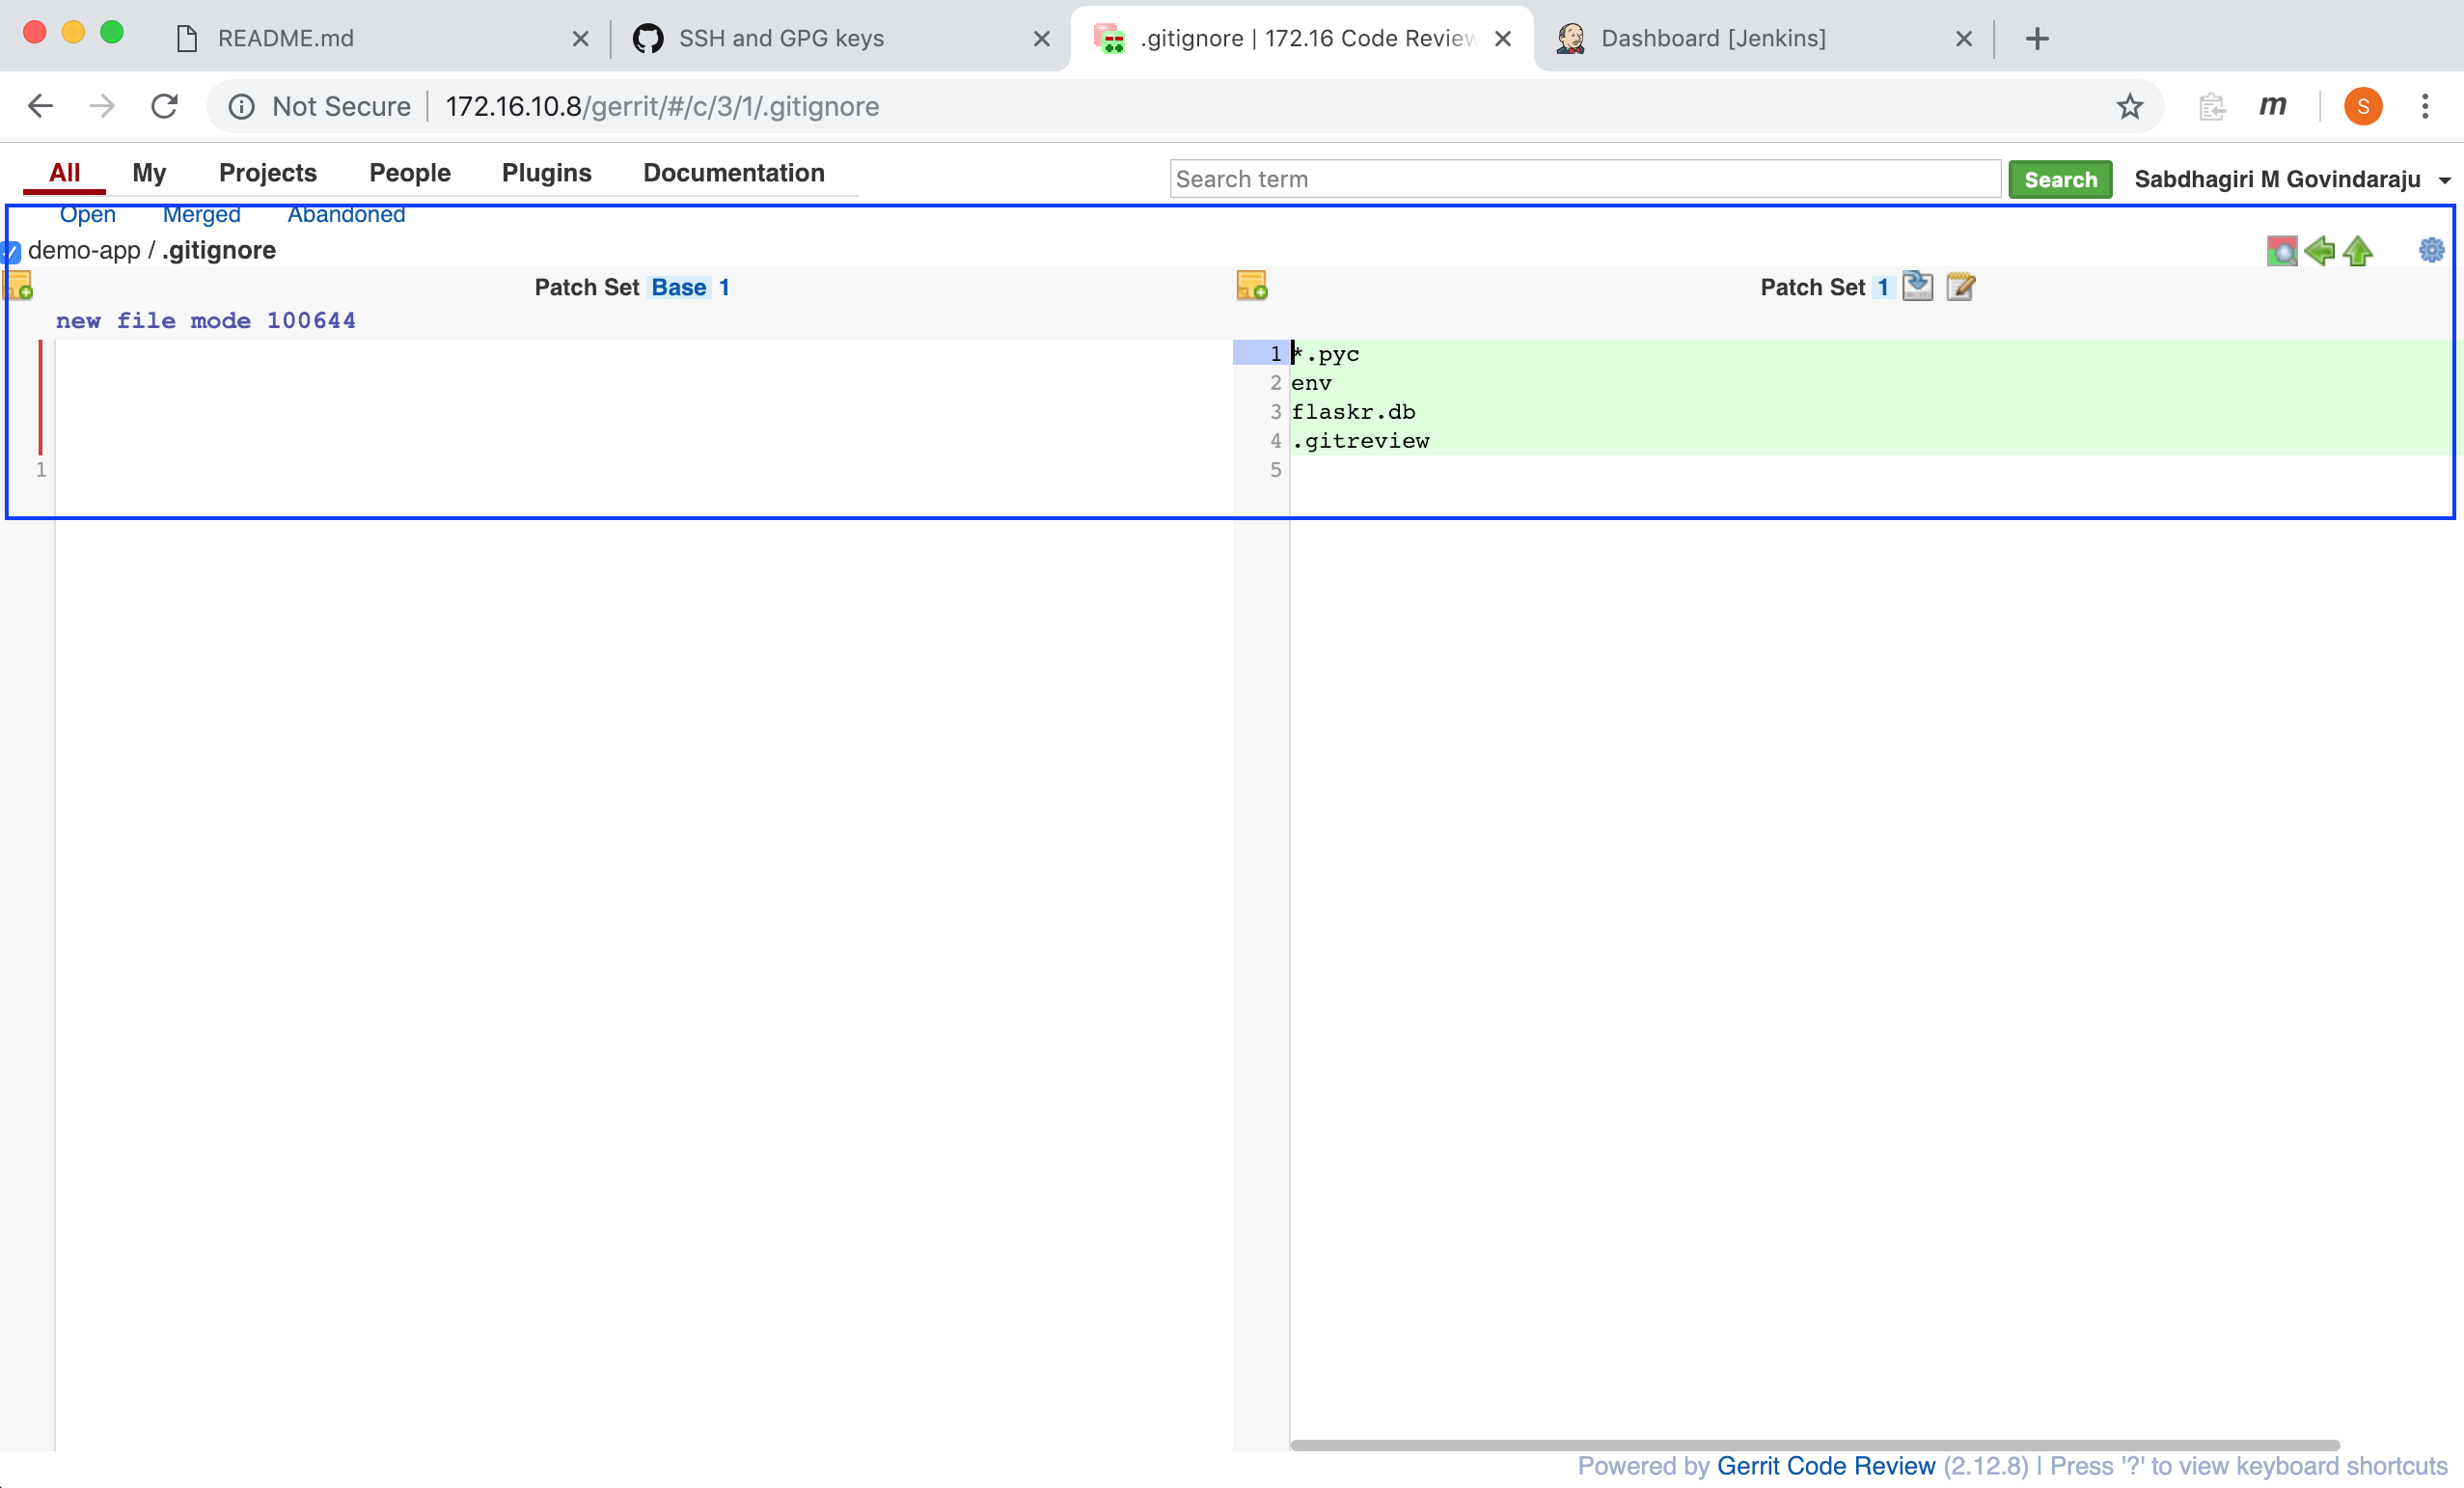 README.md
SSH and GPG keys
.gitignore | 172.16 Code Review
Dashboard [Jenkins]
Not Secure
172.16.10.8/gerrit/#/c/3/1/.gitignore
m
S
All My Projects People Plugins Documentation
Search term
Search
Sabdhagiri M Govindaraju
Open Merged Abandoned
demo-app / .gitignore
Patch Set Base 1
Patch Set 1
new file mode 100644
1 *.pyc
2 env
3 flaskr.db
4 .gitreview
1
5
Powered by Gerrit Code Review (2.12.8) | Press '?' to view keyboard shortcuts